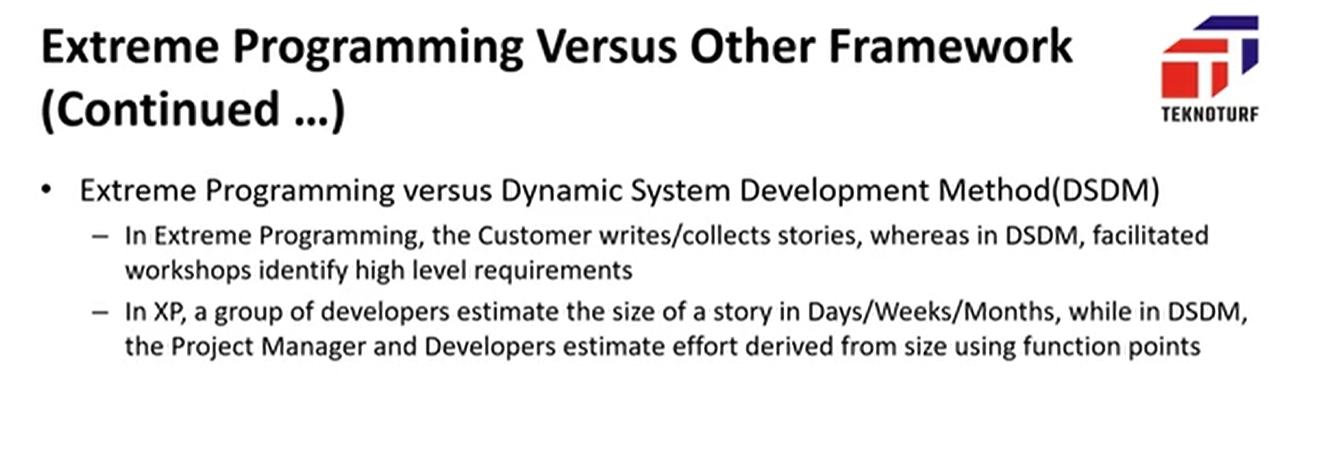 Extreme Programming Versus Other Framework
(Continued ...)
TEKNOTURF
• Extreme Programming versus Dynamic System Development Method(DSDM)
– In Extreme Programming, the Customer writes/collects stories, whereas in DSDM, facilitated
workshops identify high level requirements
– In XP, a group of developers estimate the size of a story in Days/Weeks/Months, while in DSDM,
the Project Manager and Developers estimate effort derived from size using function points